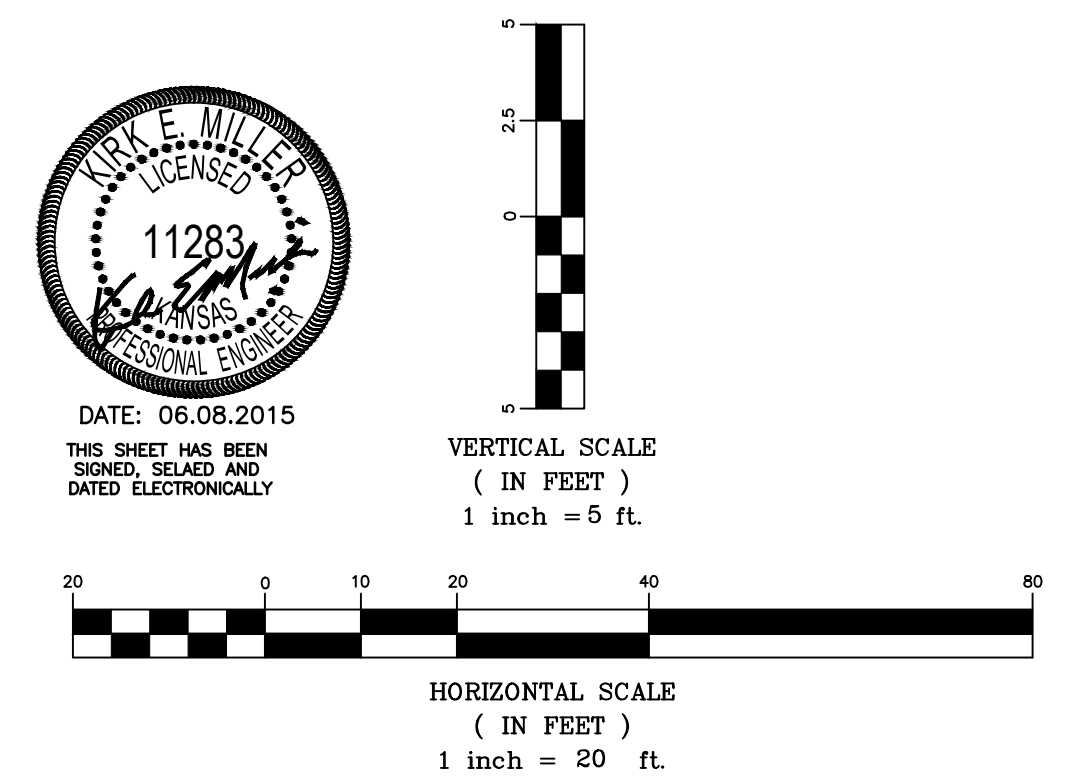 KIRK E. MILLER
LICENSED
11283
KANSAS
PROFESSIONAL ENGINEER
DATE: 06.08.2015
THIS SHEET HAS BEEN
SIGNED, SELAED AND
DATED ELECTRONICALLY
5
2.5
0
5
VERTICAL SCALE
( IN FEET )
1 inch = 5 ft.
20 0 10 20 40 80
HORIZONTAL SCALE
( IN FEET )
1 inch = 20 ft.